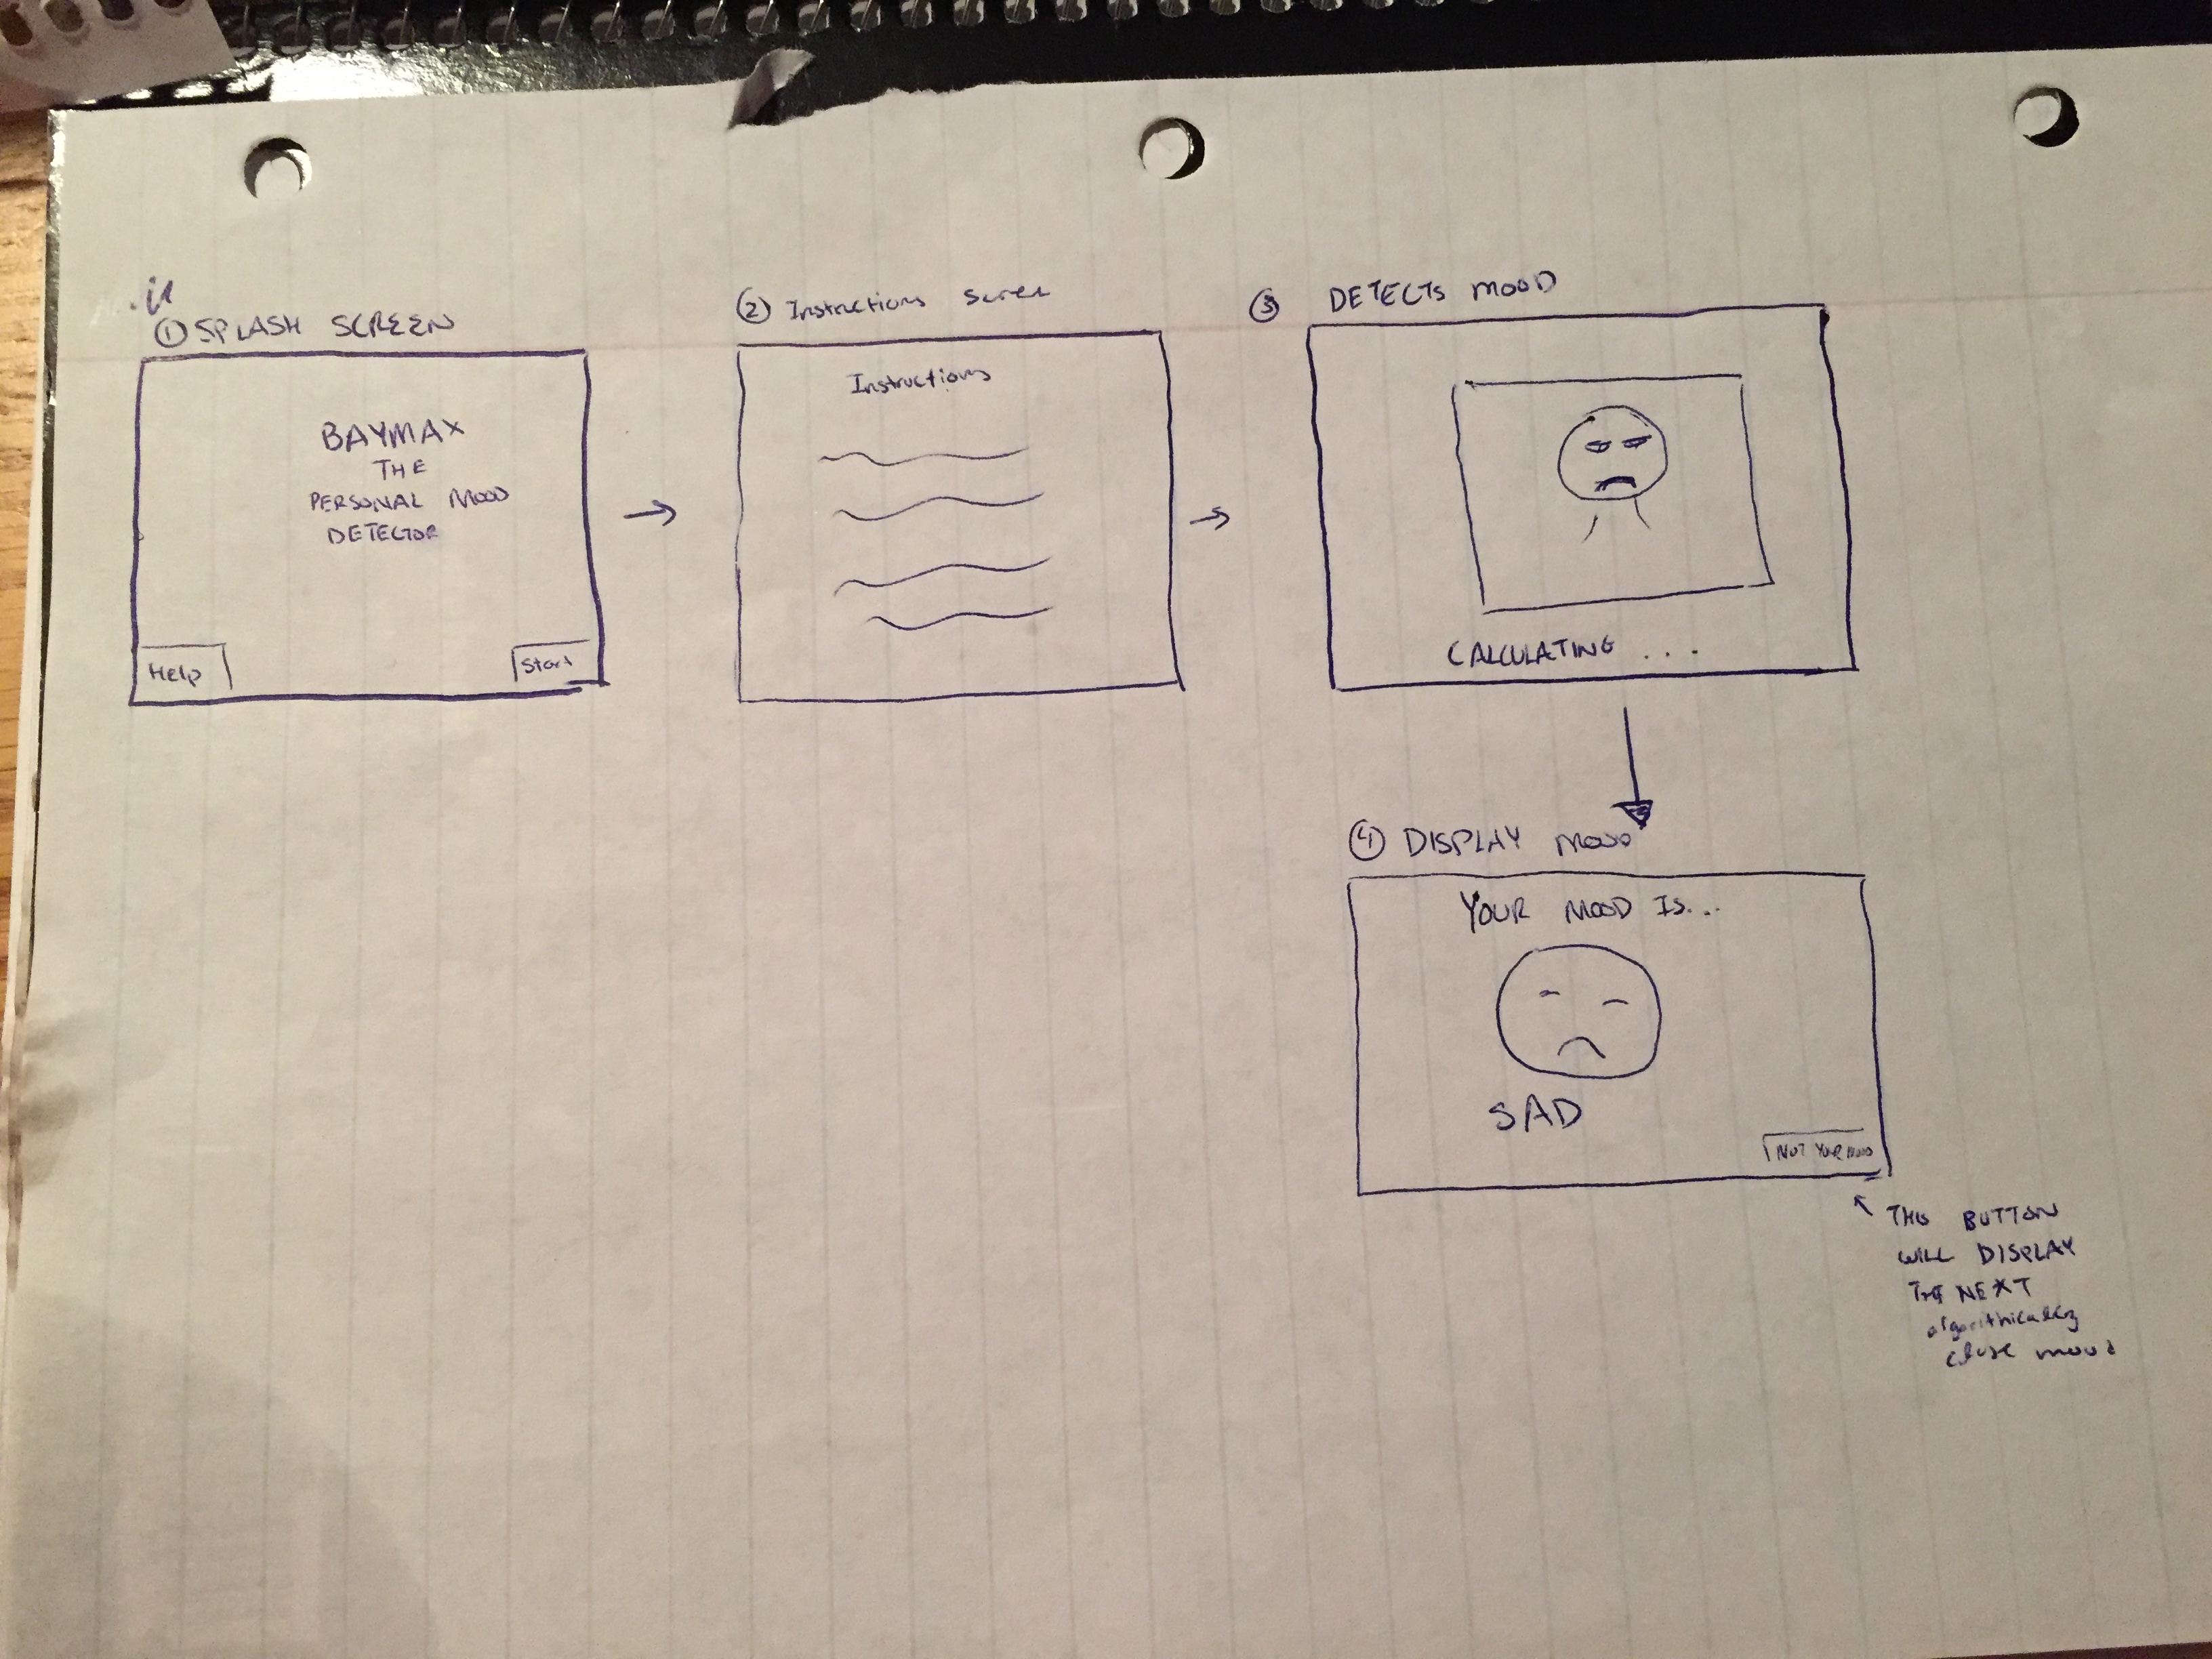 ① SPLASH SCREEN
BAYMAX
THE
PERSONAL MOOD
DETECTOR
Help
Start
② Instructions Screen
Instructions
③ DETECTS MOOD
CALCULATING . . .
④ DISPLAY MOOD
YOUR MOOD IS...
SAD
NOT YOUR MOOD
THIS BUTTON
WILL DISPLAY
THE NEXT
algorithmically
close mood